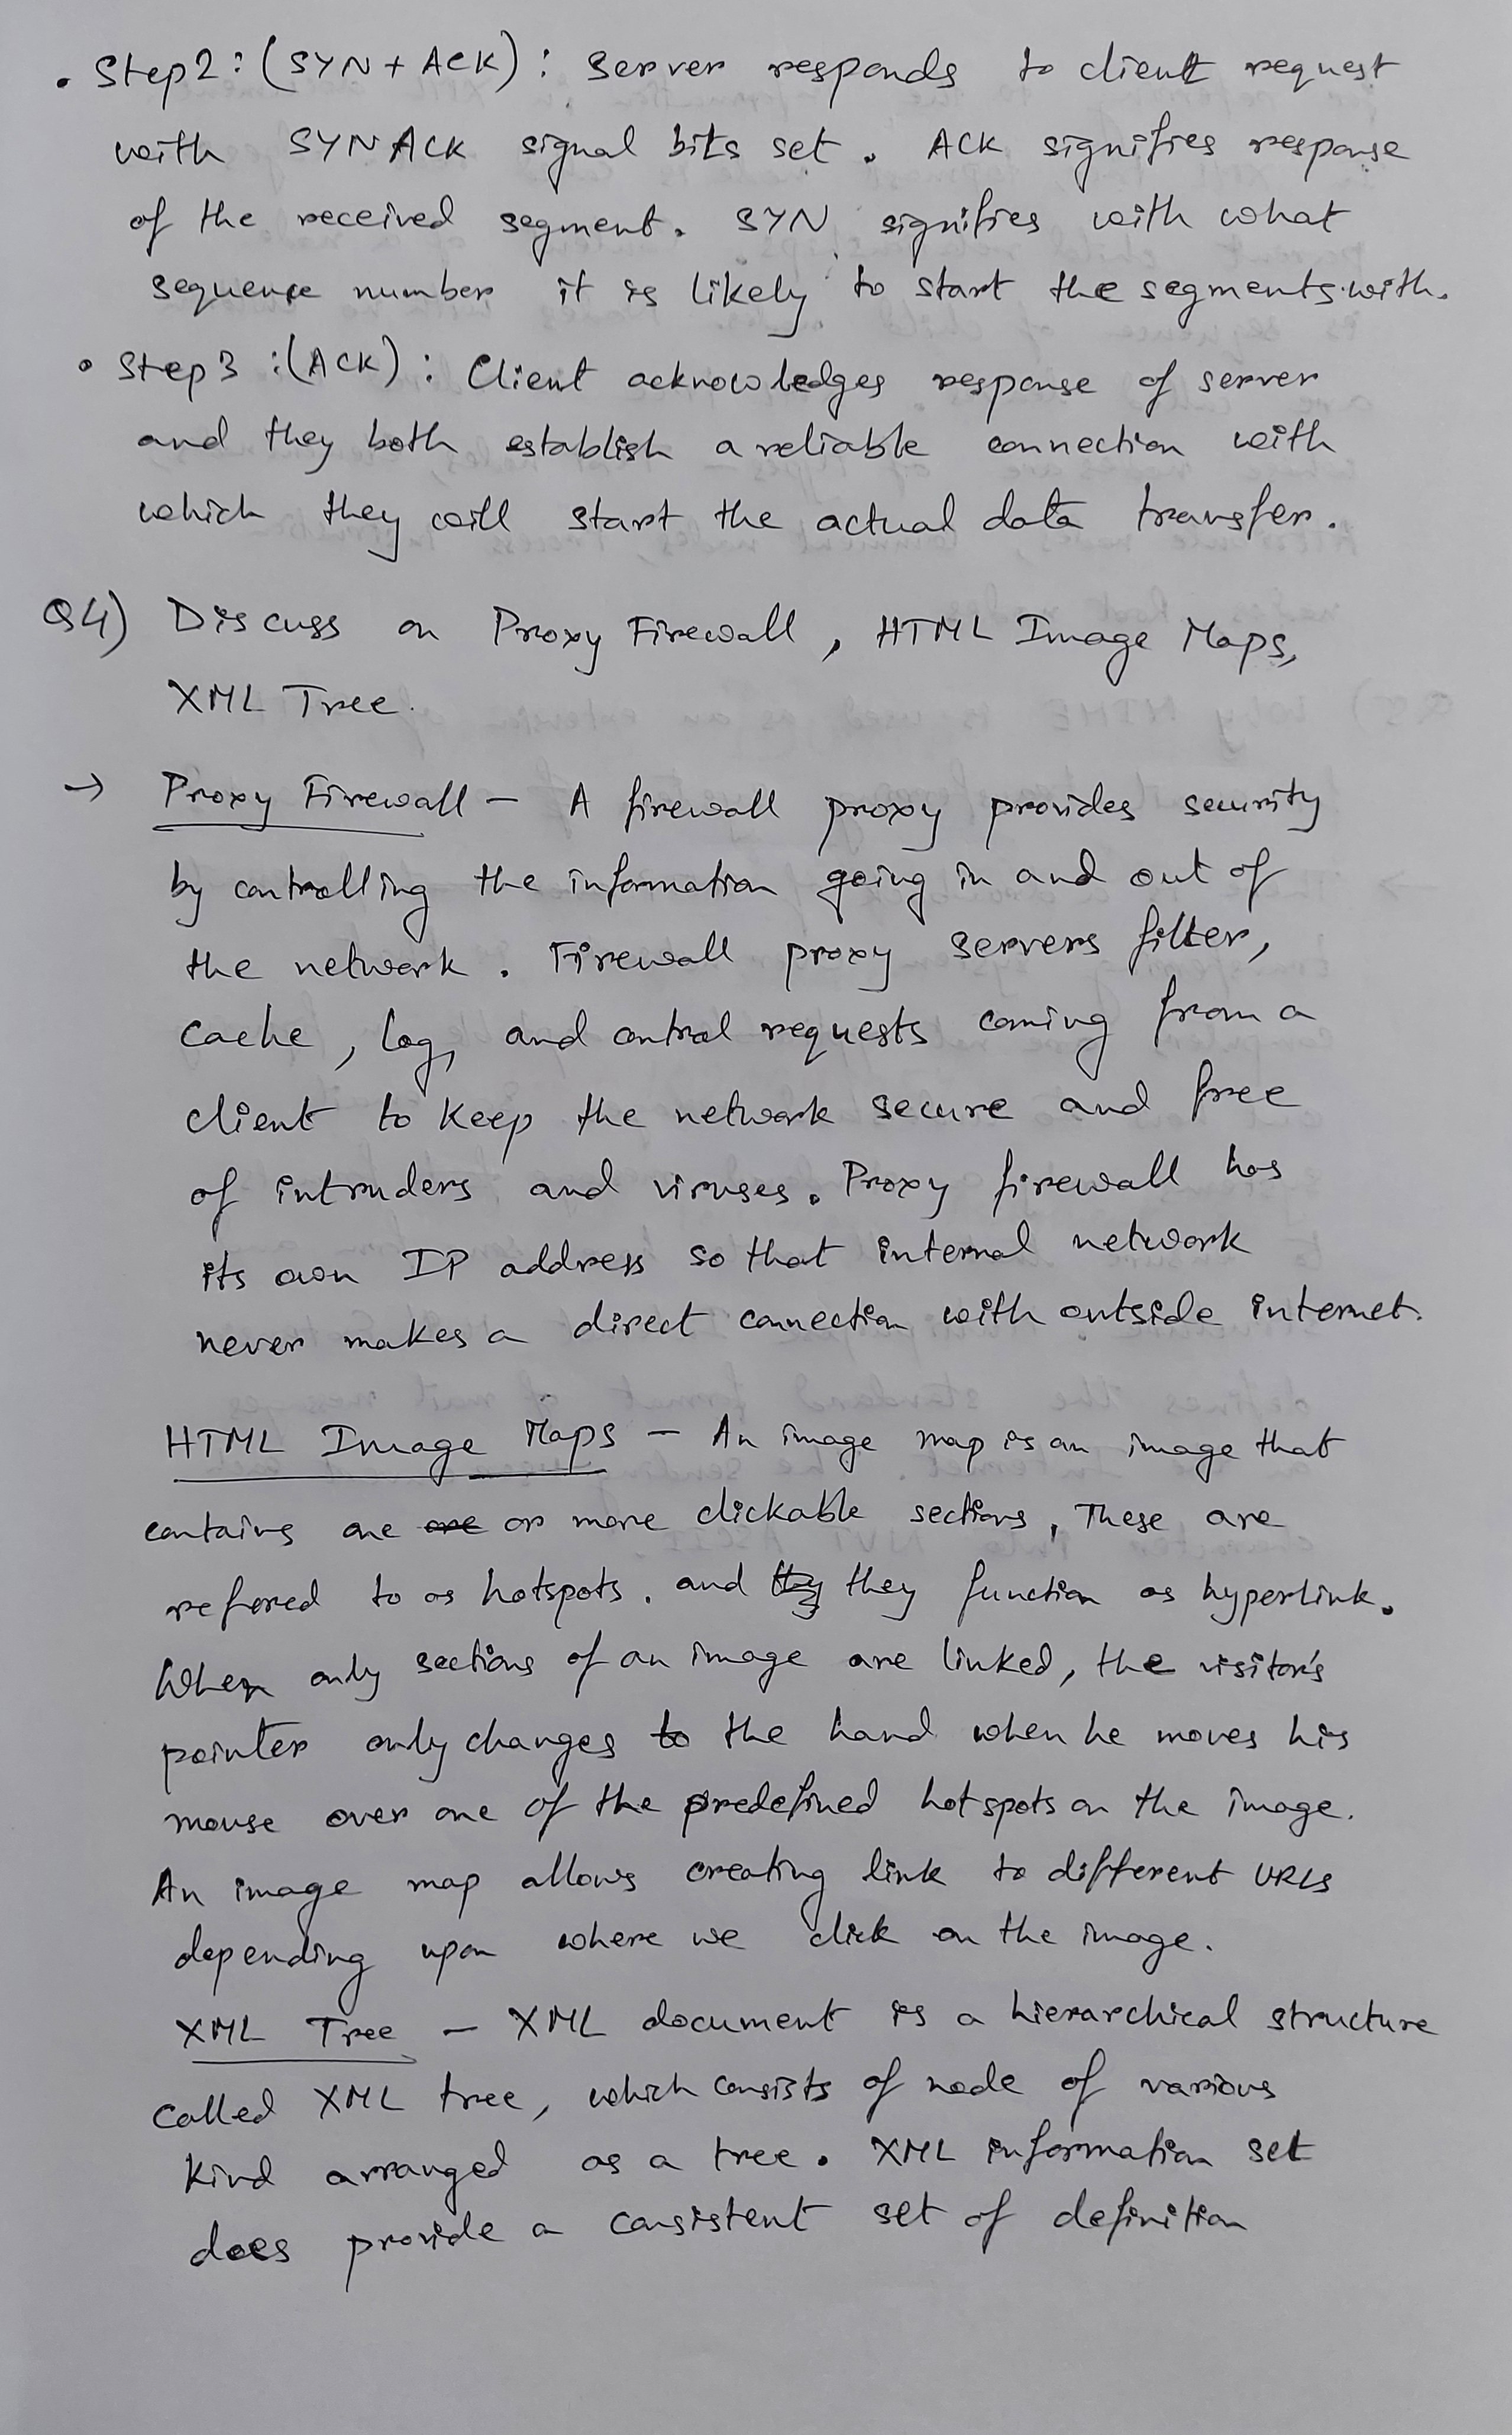 • Step2 : (SYN + ACK) : Server responds to client request
with SYNACK signal bits set. ACK signifies response
of the received segment. SYN signifies with what
sequence number it is likely to start the segments with.
• Step3 : (ACK) : Client acknowledges response of server
and they both establish a reliable connection with
which they will start the actual data transfer.
Q4) Discuss on Proxy Firewall, HTML Image Maps,
XML Tree.
→ Proxy Firewall – A firewall proxy provides security
by controlling the information going in and out of
the network. Firewall proxy servers filter,
cache, log, and control requests coming from a
client to keep the network secure and free
of intruders and viruses. Proxy firewall has
its own IP address so that internal network
never makes a direct connection with outside internet.
HTML Image Maps – An image map is an image that
contains one or more clickable sections, These are
refered to as hotspots. and they function as hyperlink.
When only sections of an image are linked, the visitor's
pointer only changes to the hand when he moves his
mouse over one of the predefined hotspots on the image.
An image map allows creating link to different URLs
depending upon where we click on the image.
XML Tree – XML document is a hierarchical structure
called XML tree, which consists of node of various
kind arranged as a tree. XML information set
does provide a consistent set of definition